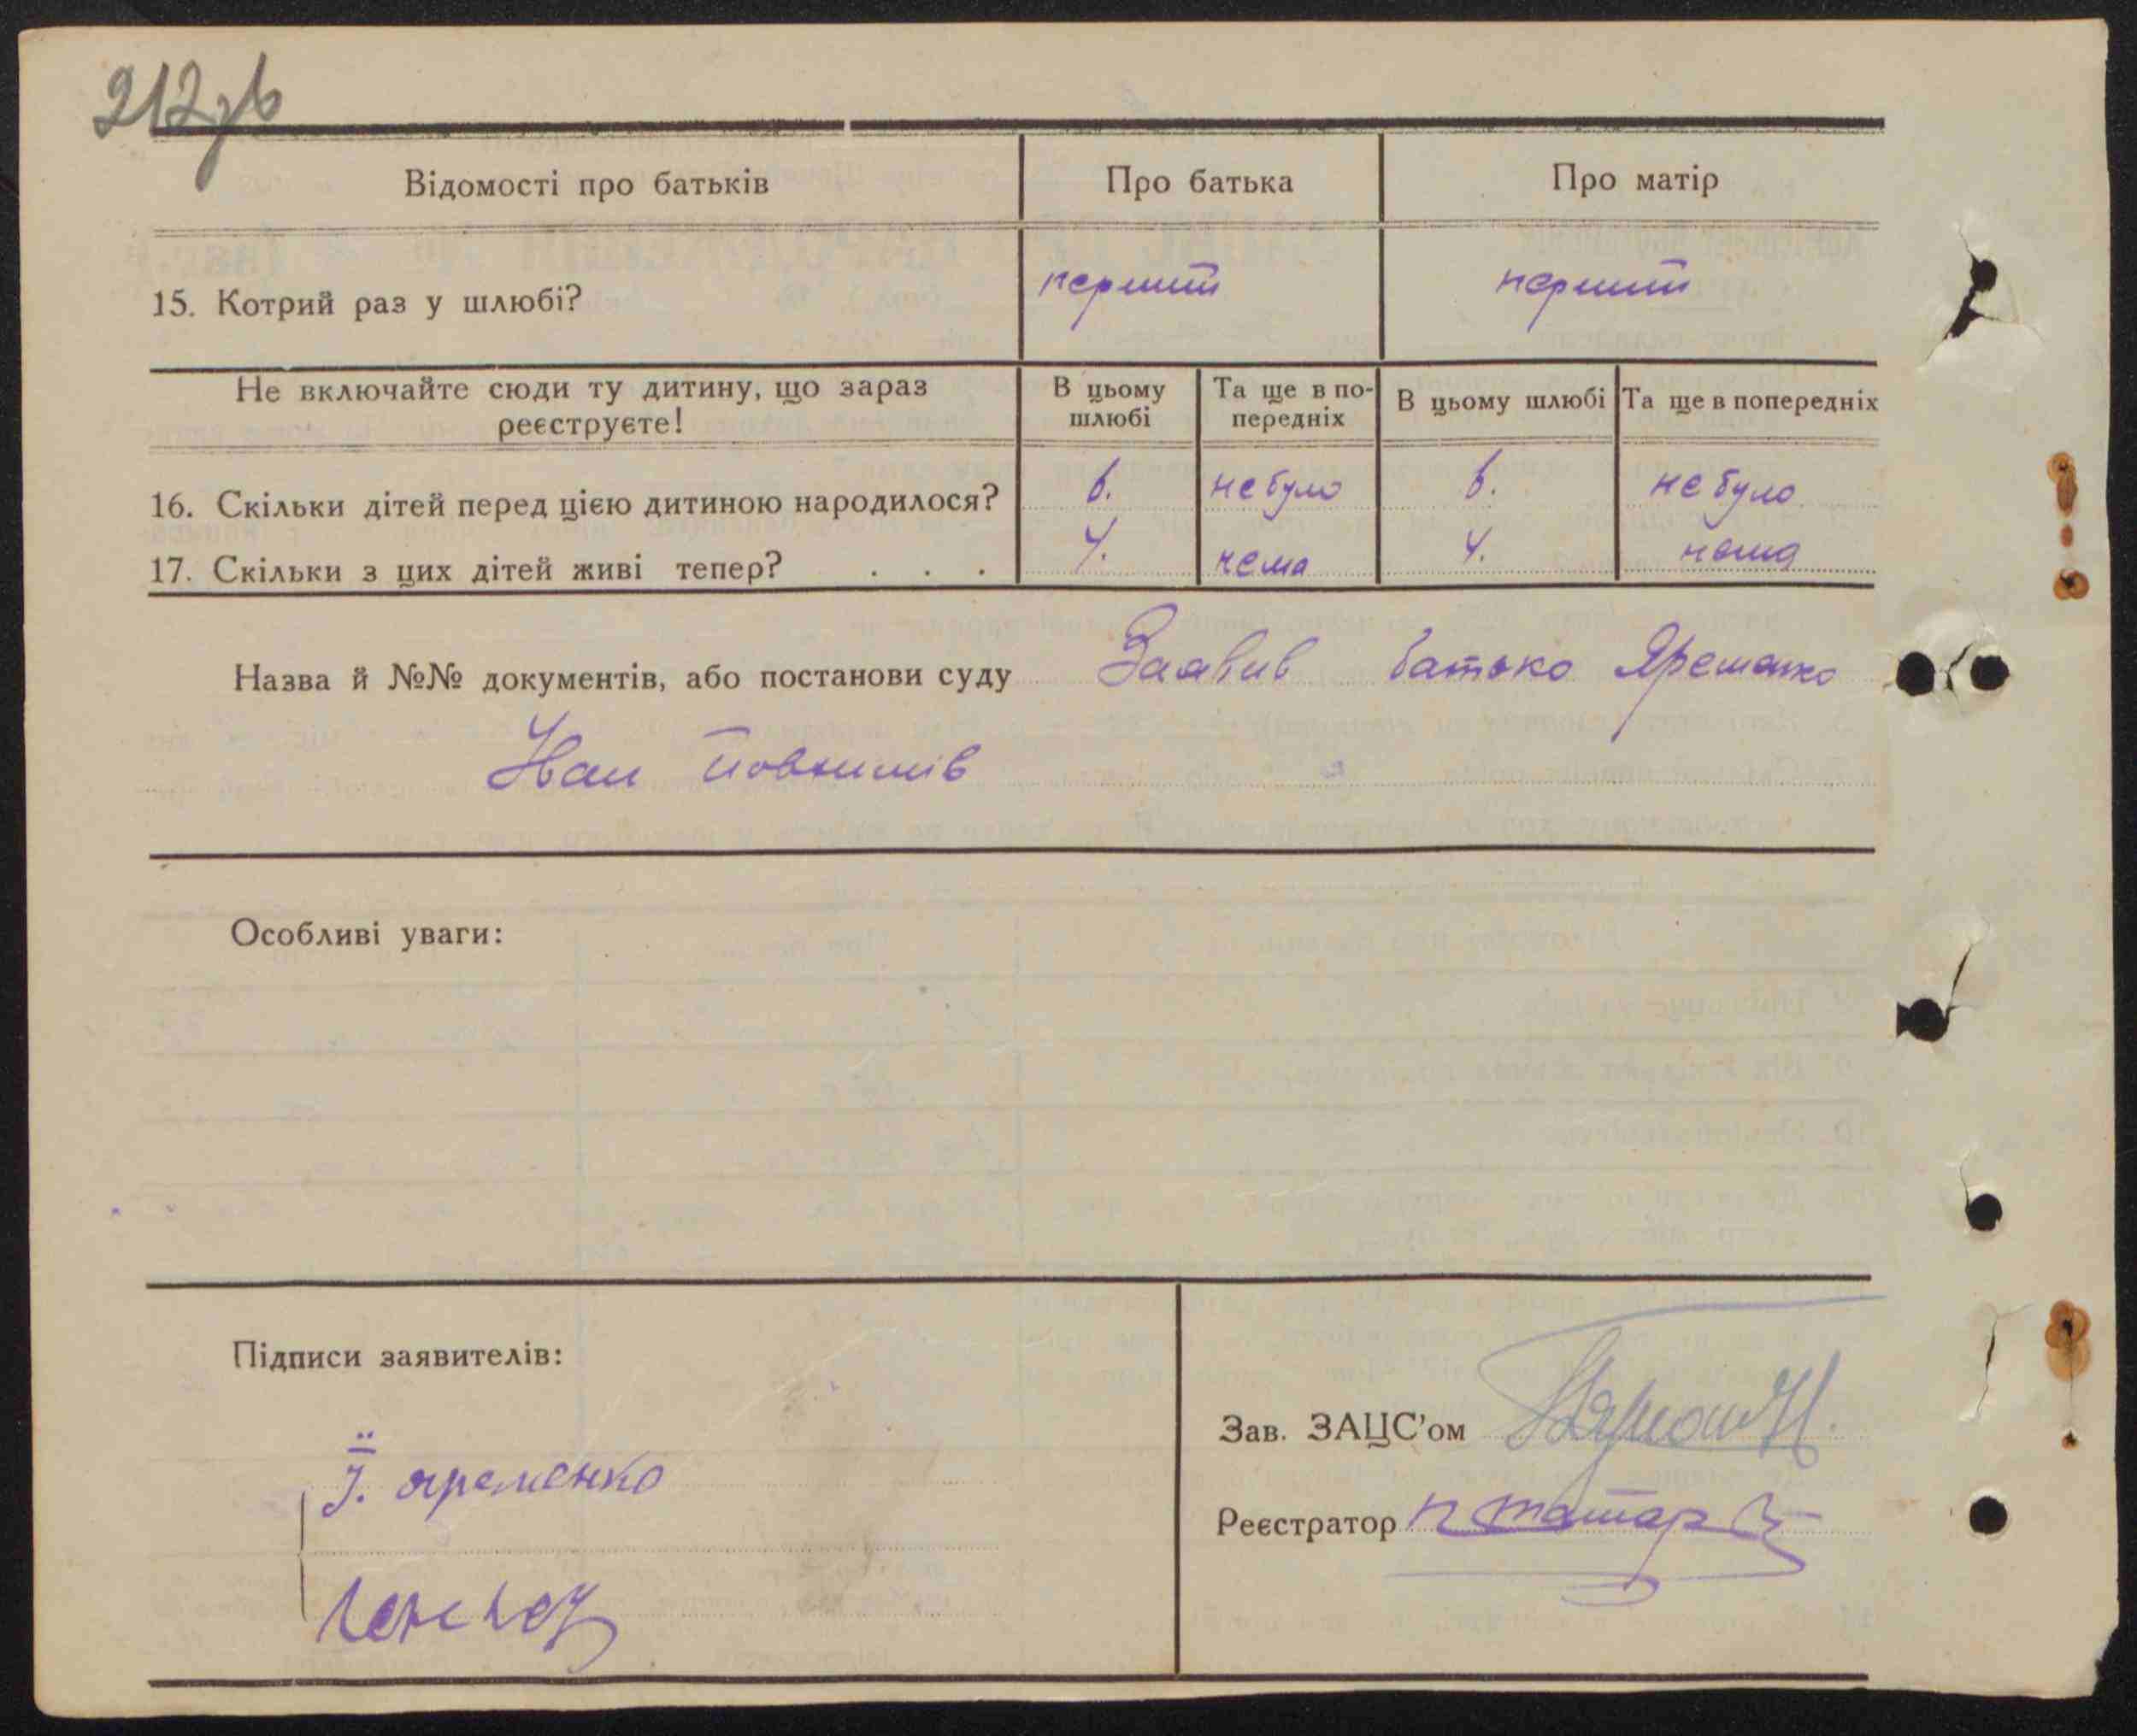 212зв
Відомості про батьків Про батька Про матір
15. Котрий раз у шлюбі? перший перший
Не включайте сюди ту дитину, що зараз реєструєте! В цьому шлюбі Та ще в попередніх В цьому шлюбі Та ще в попередніх
16. Скільки дітей перед цією дитиною народилося? 6. не було 6. не було
17. Скільки з цих дітей живі тепер? . . . 4. нема 4. нема
Назва й №№ документів, або постанови суду Заявив батько Яременко
Иван
Особливі уваги:
Підписи заявителів:
яременко
Зав. ЗАЦС'ом
Реєстратор